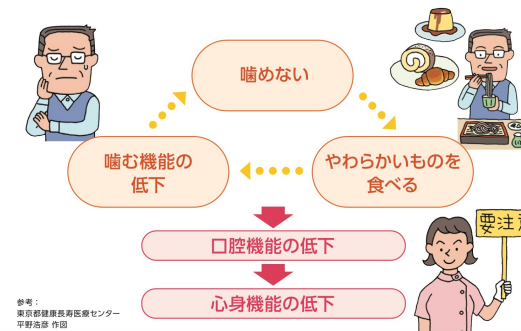 噛めない
噛む機能の
低下
やわらかいものを
食べる
口腔機能の低下
心身機能の低下
要注
参考:
東京都健康長寿医療センター
平野浩彦 作図